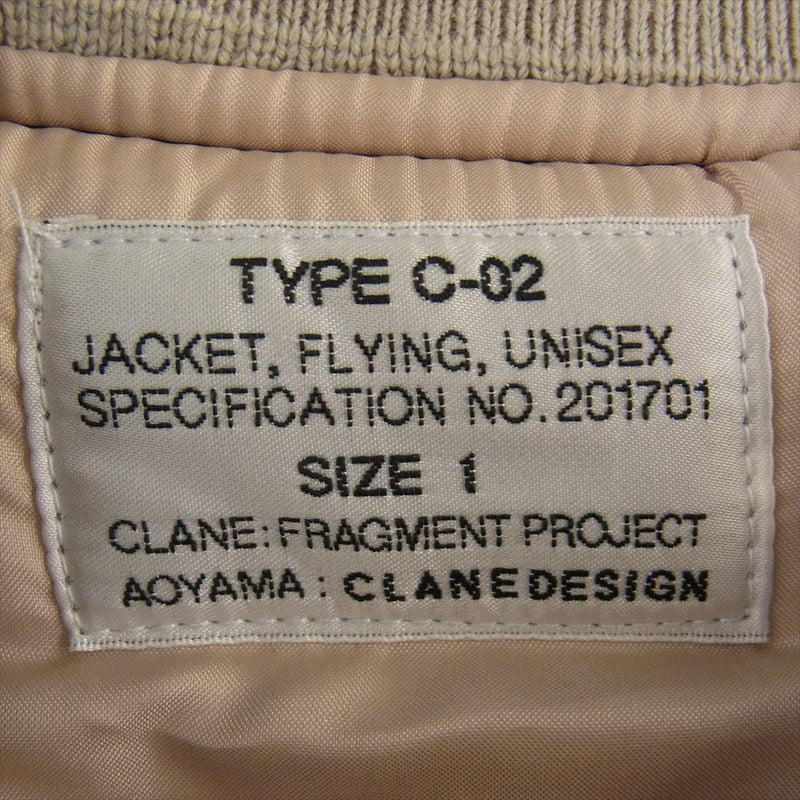 TYPE C-02
JACKET, FLYING, UNISEX
SPECIFICATION NO.201701
SIZE 1
CLANE:FRAGMENT PROJECT
AOYAMA : CLANEDESIGN